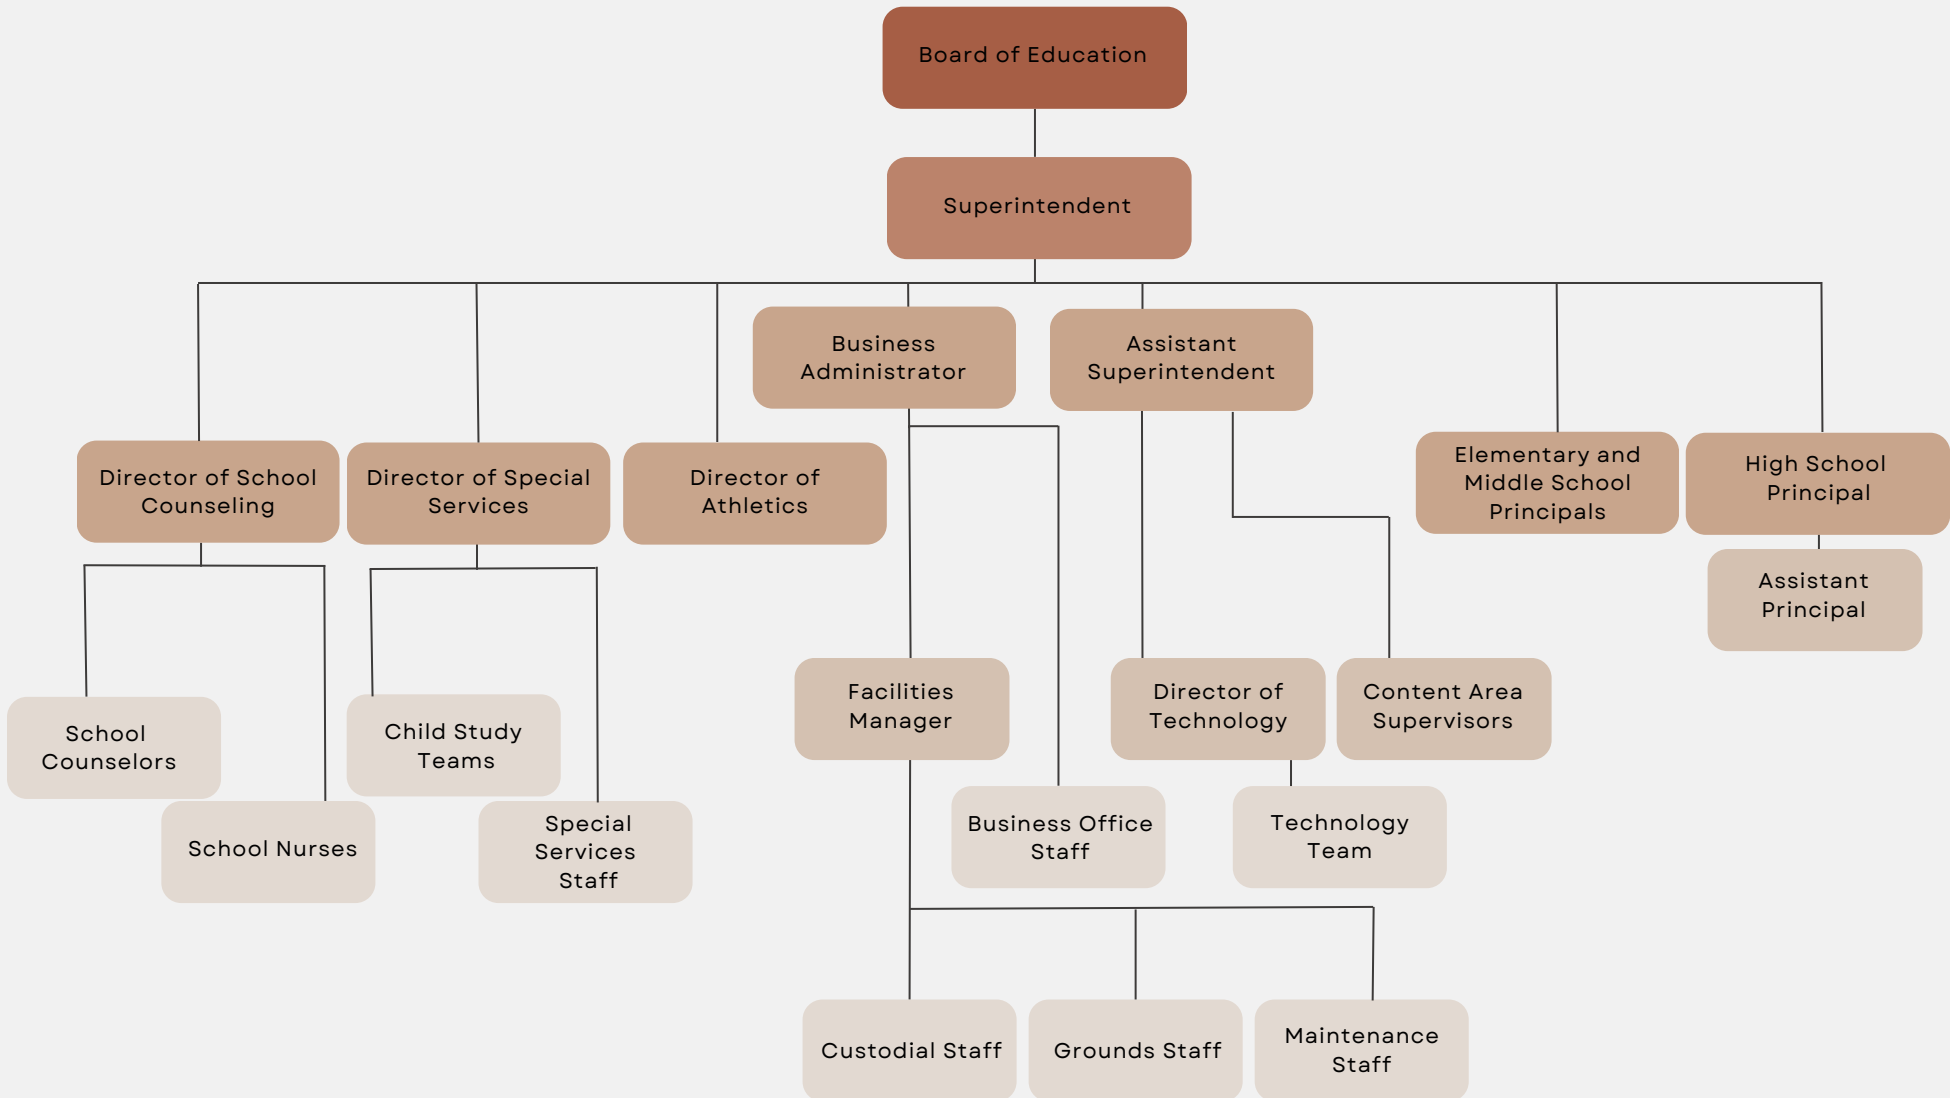 Board of Education
Superintendent
Business
Administrator
Assistant
Superintendent
Director of School
Counseling
Director of Special
Services
Director of
Athletics
Elementary and
Middle School
Principals
High School
Principal
Assistant
Principal
Facilities
Manager
Director of
Technology
Content Area
Supervisors
School
Counselors
Child Study
Teams
School Nurses
Special
Services
Staff
Business Office
Staff
Technology
Team
Custodial Staff
Grounds Staff
Maintenance
Staff